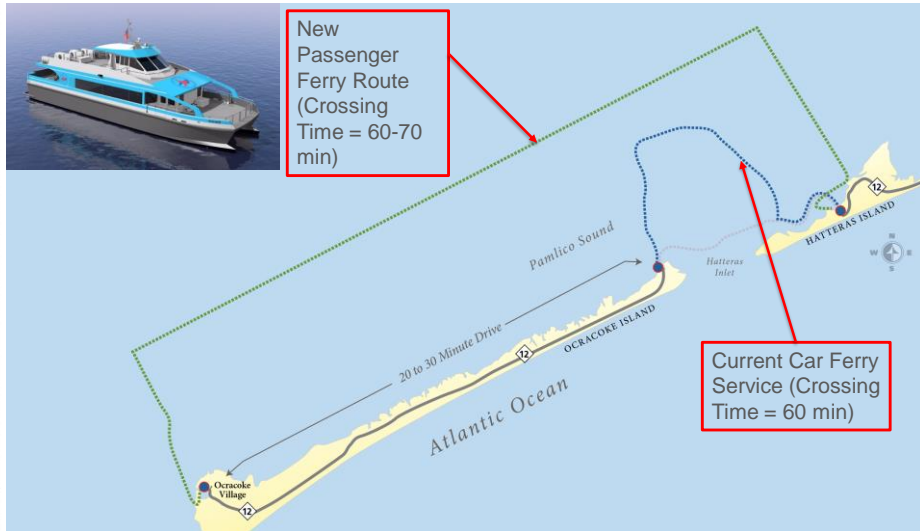 New
Passenger
Ferry Route
(Crossing
Time = 60-70
min)
12
HATTERAS ISLAND
N
W E
S
Pamlico Sound
Hatteras
Inlet
20 to 30 Minute Drive
12
OCRACOKE ISLAND
Current Car Ferry
Service (Crossing
Time = 60 min)
Atlantic Ocean
Ocracoke
Village
12